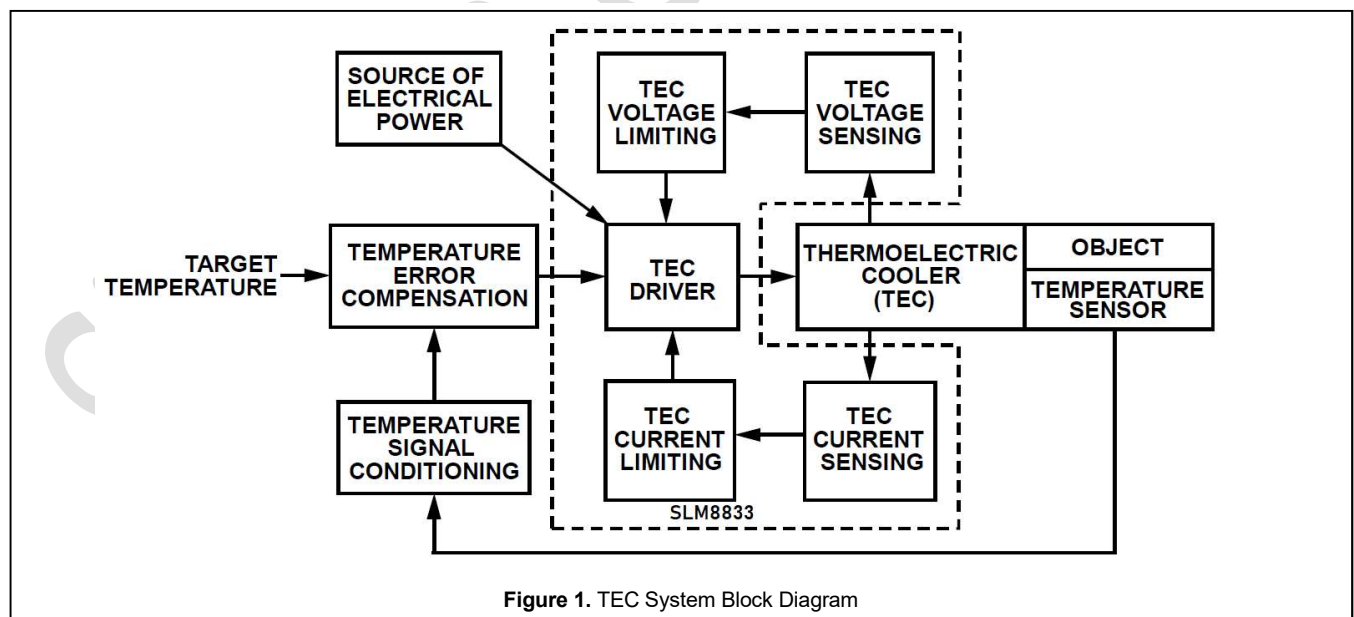 SOURCE OF
ELECTRICAL
POWER
TEC
VOLTAGE
LIMITING
TEC
VOLTAGE
SENSING
TARGET
TEMPERATURE
TEMPERATURE
ERROR
COMPENSATION
TEC
DRIVER
THERMOELECTRIC
COOLER
(TEC)
OBJECT
TEMPERATURE
SENSOR
TEMPERATURE
SIGNAL
CONDITIONING
TEC
CURRENT
LIMITING
TEC
CURRENT
SENSING
SLM8833
Figure 1. TEC System Block Diagram